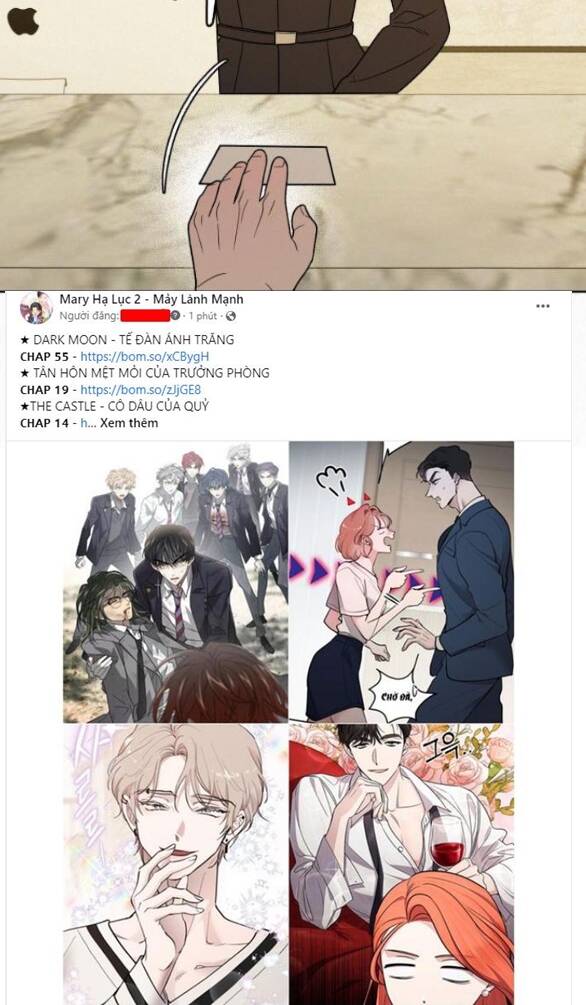 Mary Hạ Lục 2 - Mảy Lành Mạnh
Người đăng: · 1 phút ·
★ DARK MOON - TẾ ĐÀN ÁNH TRĂNG
CHAP 55 - https://bom.so/xCBygH
★ TÂN HÔN MỆT MỎI CỦA TRƯỞNG PHÒNG
CHAP 19 - https://bom.so/zJjGE8
★THE CASTLE - CÔ DÂU CỦA QUỶ
CHAP 14 - h... Xem thêm
CHỜ ĐÃ,